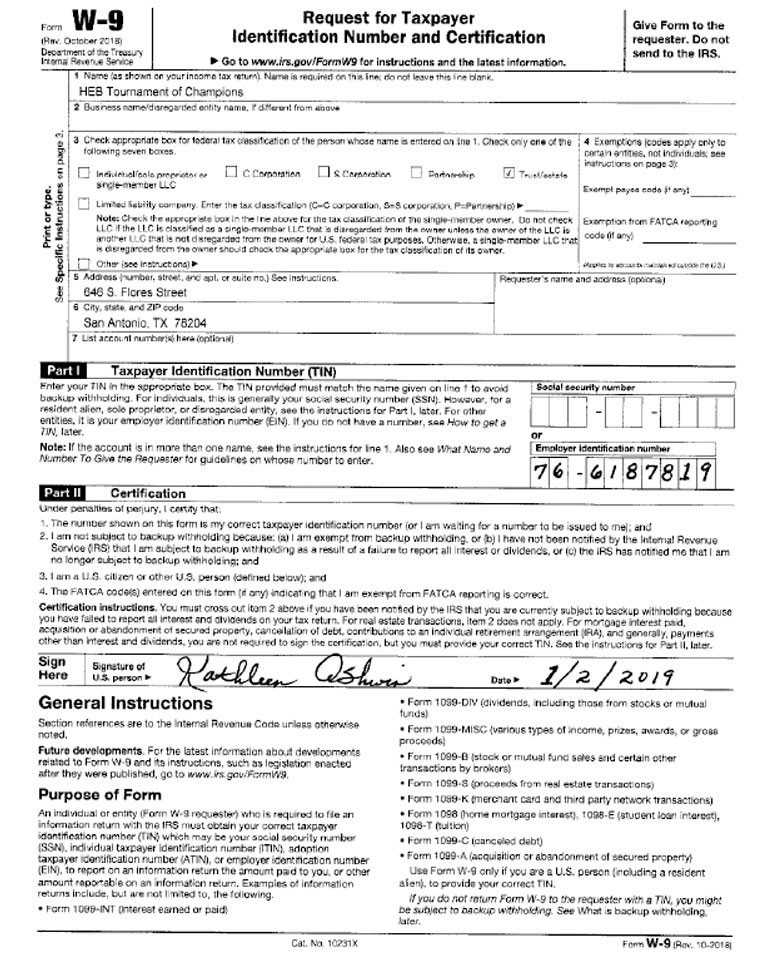 Form W-9
(Rev. October 2018)
Department of the Treasury
Internal Revenue Service
Request for Taxpayer
Identification Number and Certification
▶ Go to www.irs.gov/FormW9 for instructions and the latest information.
Give Form to the
requester. Do not
send to the IRS.
Print or type.
See Specific Instructions on page 3.
1 Name (as shown on your income tax return). Name is required on this line; do not leave this line blank.
HEB Tournament of Champions
2 Business name/disregarded entity name, if different from above
3 Check appropriate box for federal tax classification of the person whose name is entered on line 1. Check only one of the
following seven boxes.
Individual/sole proprietor or
single-member LLC
C Corporation
S Corporation
Partnership
✓ Trust/estate
Limited liability company. Enter the tax classification (C=C corporation, S=S corporation, P=Partnership) ▶
Note: Check the appropriate box in the line above for the tax classification of the single-member owner. Do not check
LLC if the LLC is classified as a single-member LLC that is disregarded from the owner unless the owner of the LLC is
another LLC that is not disregarded from the owner for U.S. federal tax purposes. Otherwise, a single-member LLC that
is disregarded from the owner should check the appropriate box for the tax classification of its owner.
Other (see instructions) ▶
4 Exemptions (codes apply only to
certain entities, not individuals; see
instructions on page 3):
Exempt payee code (if any)
Exemption from FATCA reporting
code (if any)
(Applies to accounts maintained outside the U.S.)
5 Address (number, street, and apt. or suite no.) See instructions.
646 S. Flores Street
Requester's name and address (optional)
6 City, state, and ZIP code
San Antonio, TX 78204
7 List account number(s) here (optional)
Part I Taxpayer Identification Number (TIN)
Enter your TIN in the appropriate box. The TIN provided must match the name given on line 1 to avoid
backup withholding. For individuals, this is generally your social security number (SSN). However, for a
resident alien, sole proprietor, or disregarded entity, see the instructions for Part I, later. For other
entities, it is your employer identification number (EIN). If you do not have a number, see How to get a
TIN, later.
Note: If the account is in more than one name, see the instructions for line 1. Also see What Name and
Number To Give the Requester for guidelines on whose number to enter.
Social security number
– –
or
Employer identification number
76-6187819
Part II Certification
Under penalties of perjury, I certify that:
1. The number shown on this form is my correct taxpayer identification number (or I am waiting for a number to be issued to me); and
2. I am not subject to backup withholding because: (a) I am exempt from backup withholding, or (b) I have not been notified by the Internal Revenue
Service (IRS) that I am subject to backup withholding as a result of a failure to report all interest or dividends, or (c) the IRS has notified me that I am
no longer subject to backup withholding; and
3. I am a U.S. citizen or other U.S. person (defined below); and
4. The FATCA code(s) entered on this form (if any) indicating that I am exempt from FATCA reporting is correct.
Certification instructions. You must cross out item 2 above if you have been notified by the IRS that you are currently subject to backup withholding because
you have failed to report all interest and dividends on your tax return. For real estate transactions, item 2 does not apply. For mortgage interest paid,
acquisition or abandonment of secured property, cancellation of debt, contributions to an individual retirement arrangement (IRA), and generally, payments
other than interest and dividends, you are not required to sign the certification, but you must provide your correct TIN. See the instructions for Part II, later.
Sign
Here
Signature of
U.S. person ▶
Kathleen Ashwin
Date ▶ 1/2/2019
General Instructions
Section references are to the Internal Revenue Code unless otherwise
noted.
Future developments. For the latest information about developments
related to Form W-9 and its instructions, such as legislation enacted
after they were published, go to www.irs.gov/FormW9.
Purpose of Form
An individual or entity (Form W-9 requester) who is required to file an
information return with the IRS must obtain your correct taxpayer
identification number (TIN) which may be your social security number
(SSN), individual taxpayer identification number (ITIN), adoption
taxpayer identification number (ATIN), or employer identification number
(EIN), to report on an information return the amount paid to you, or other
amount reportable on an information return. Examples of information
returns include, but are not limited to, the following.
• Form 1099-INT (interest earned or paid)
• Form 1099-DIV (dividends, including those from stocks or mutual
funds)
• Form 1099-MISC (various types of income, prizes, awards, or gross
proceeds)
• Form 1099-B (stock or mutual fund sales and certain other
transactions by brokers)
• Form 1099-S (proceeds from real estate transactions)
• Form 1099-K (merchant card and third party network transactions)
• Form 1098 (home mortgage interest), 1098-E (student loan interest),
1098-T (tuition)
• Form 1099-C (canceled debt)
• Form 1099-A (acquisition or abandonment of secured property)
Use Form W-9 only if you are a U.S. person (including a resident
alien), to provide your correct TIN.
If you do not return Form W-9 to the requester with a TIN, you might
be subject to backup withholding. See What is backup withholding,
later.
Cat. No. 10231X
Form W-9 (Rev. 10-2018)